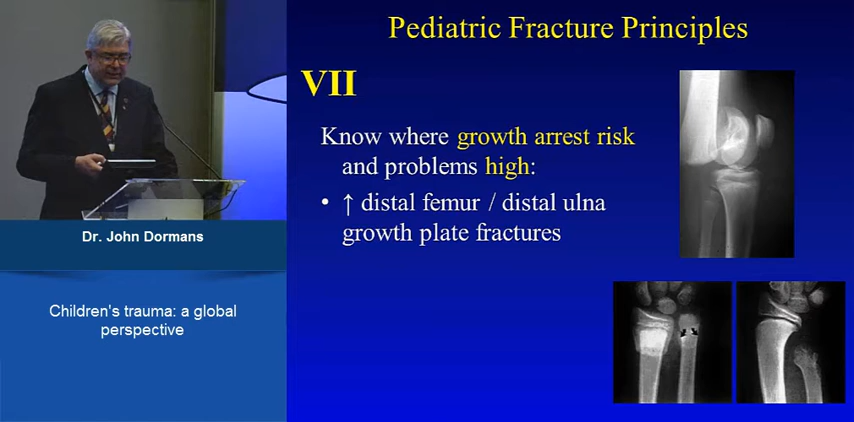 Pediatric Fracture Principles
VII
Know where growth arrest risk
and problems high:
• ↑ distal femur / distal ulna
growth plate fractures
Dr. John Dormans
Children's trauma: a global
perspective